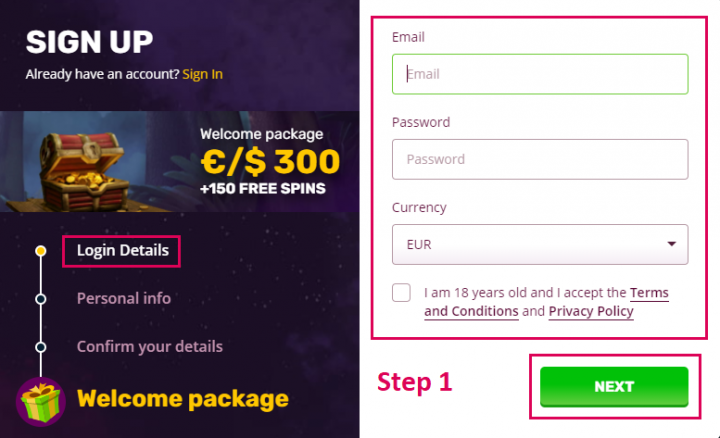 SIGN UP
Already have an account? Sign In
Welcome package
€/$ 300
+150 FREE SPINS
Login Details
Personal info
Confirm your details
Welcome package
Email
Email
Password
Password
Currency
EUR
I am 18 years old and I accept the Terms
and Conditions and Privacy Policy
Step 1
NEXT